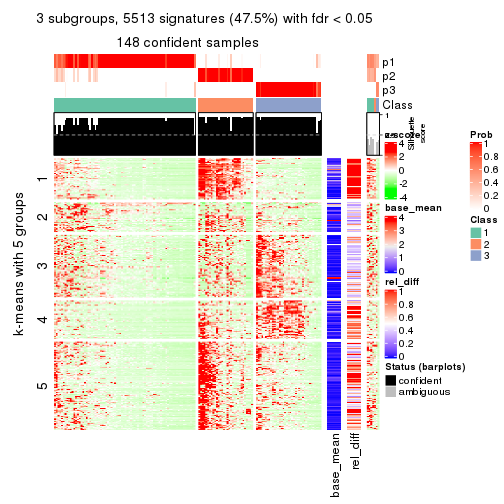 3 subgroups, 5513 signatures (47.5%) with fdr < 0.05
148 confident samples
p1
p2
p3
Class
1
Silhouette
score
k-means with 5 groups
1
2
3
4
5
base_mean
rel_diff
z-score
4
2
0
-2
-4
base_mean
4
3
2
1
0
rel_diff
1
0.8
0.6
0.4
0.2
0
Status (barplots)
confident
ambiguous
Prob
1
0.8
0.6
0.4
0.2
0
Class
1
2
3